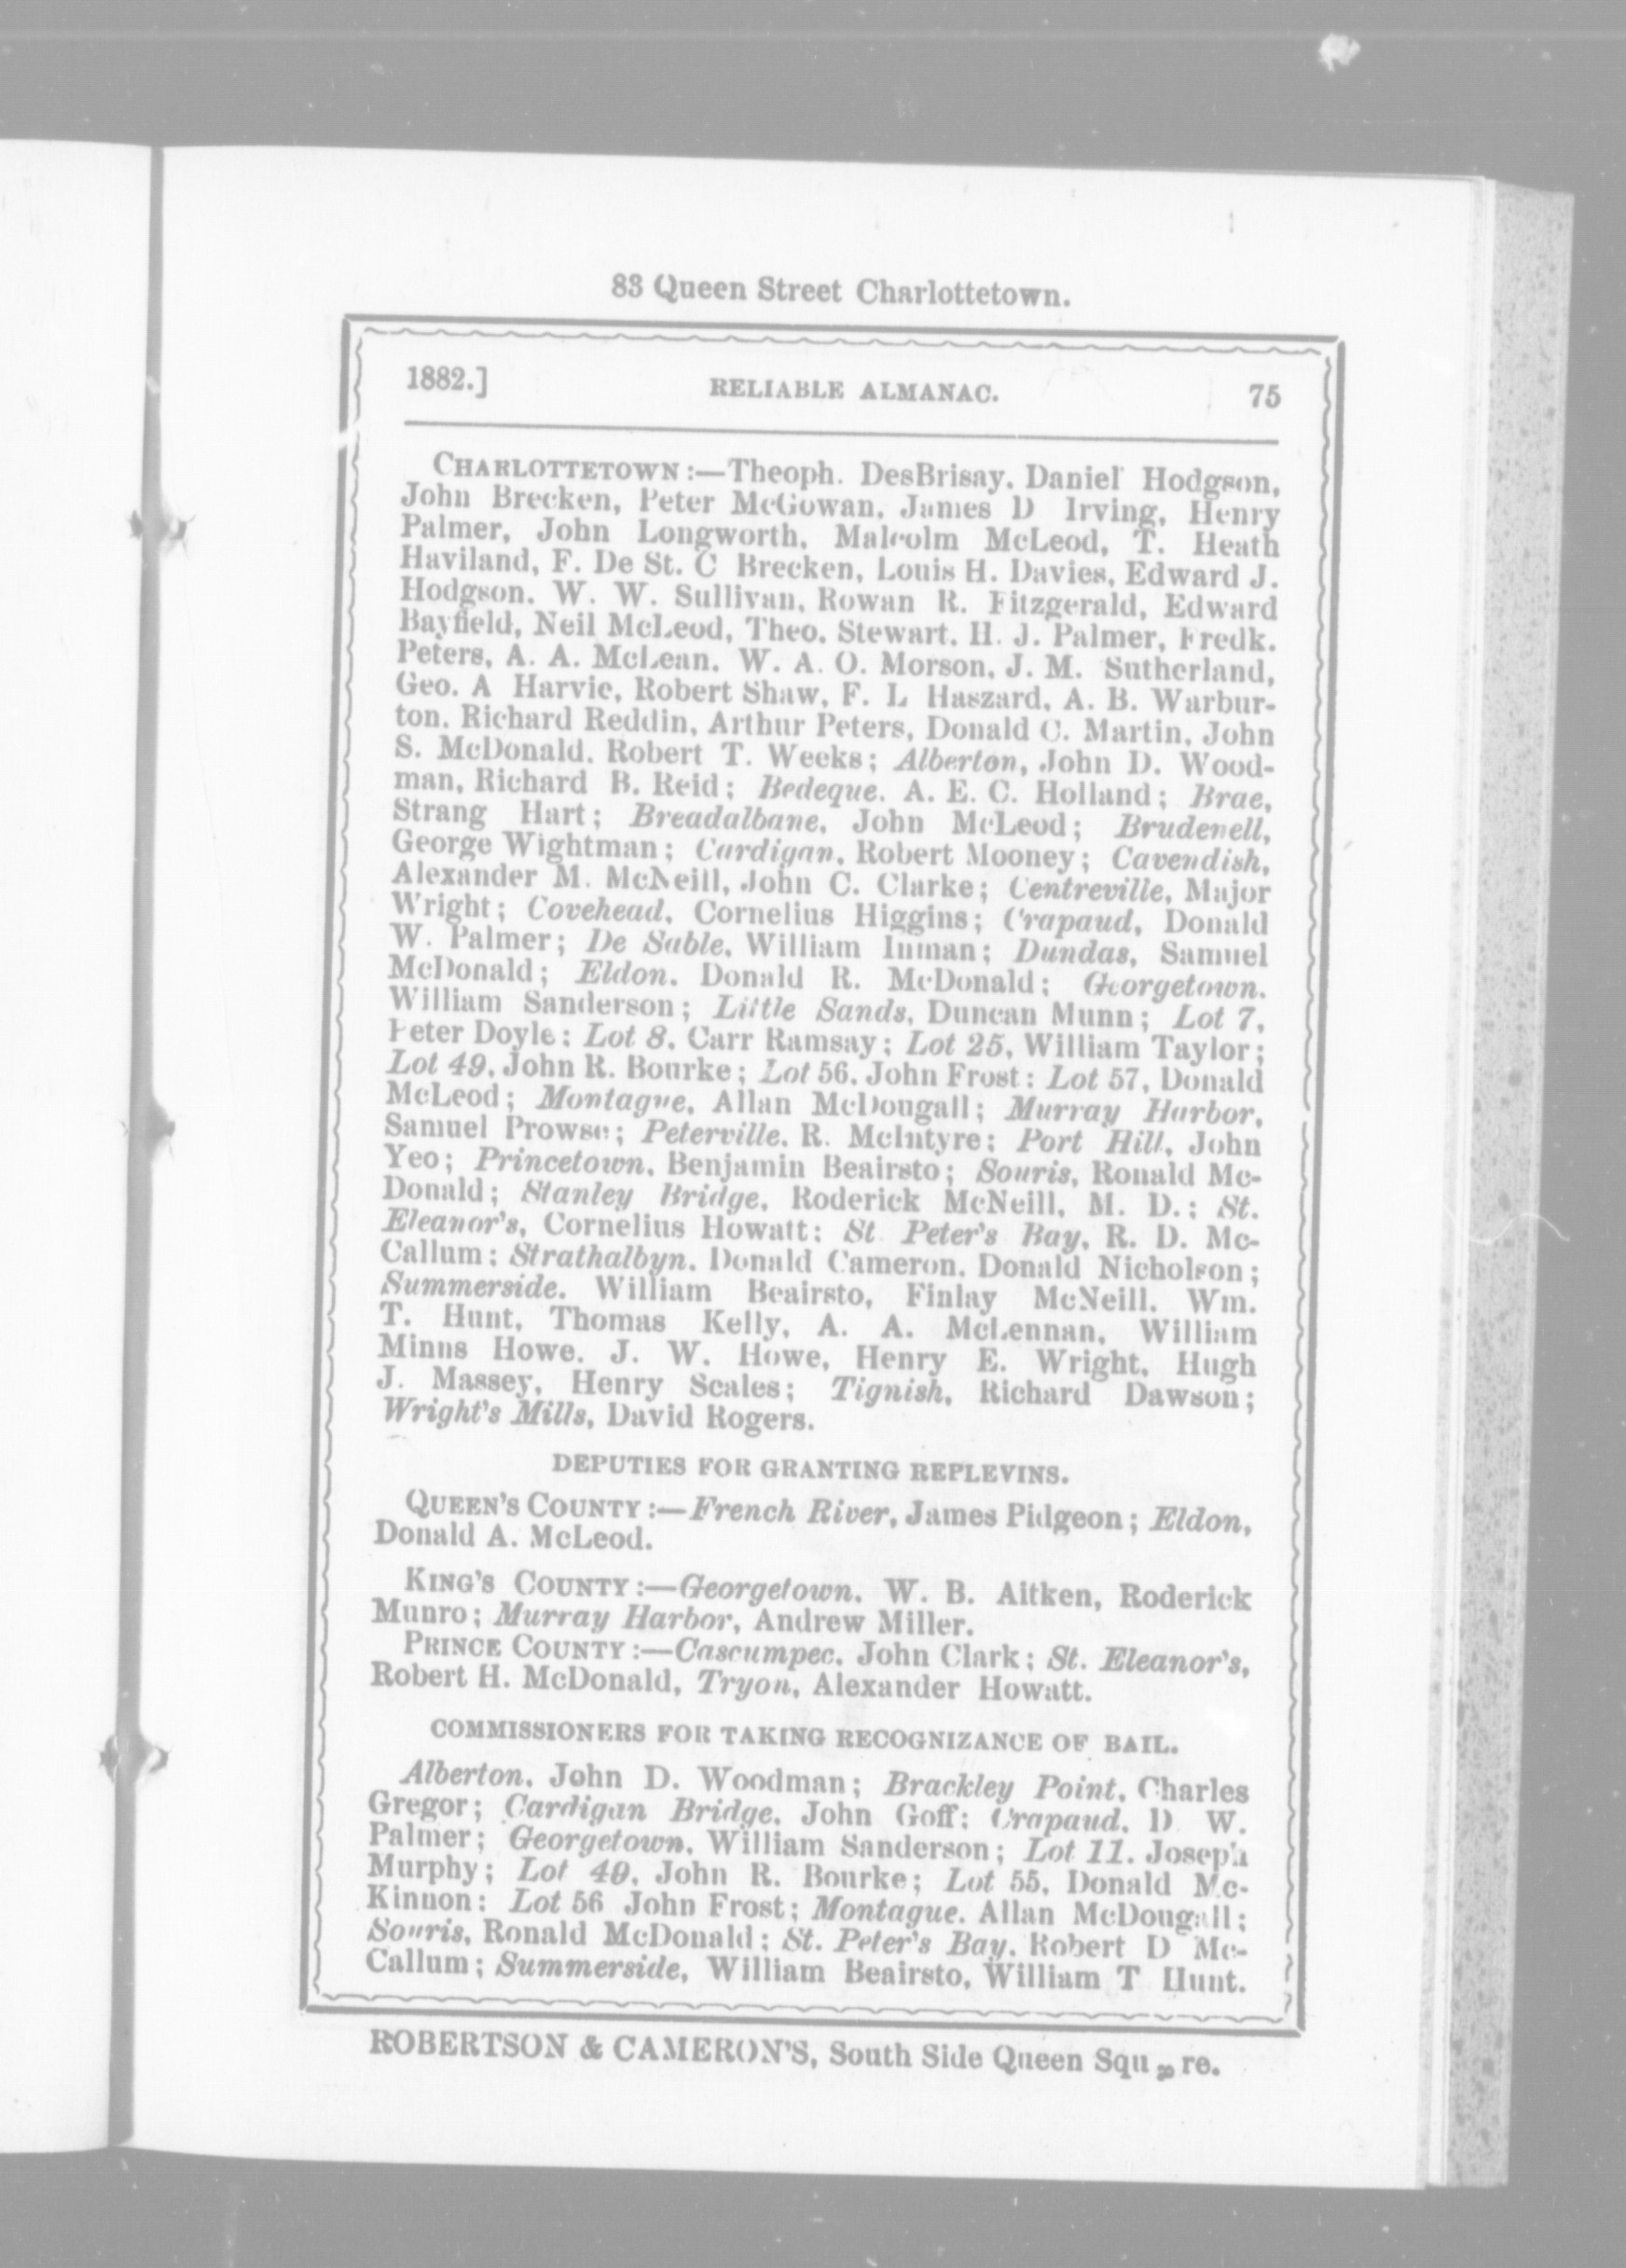 83 Queen Street Charlottetown.
1882.] RELIABLE ALMANAC. 75
CHARLOTTETOWN :—Theoph. DesBrisay, Daniel Hodgson,
John Brecken, Peter McGowan, James D Irving, Henry
Palmer, John Longworth, Malcolm McLeod, T. Heath
Haviland, F. De St. C Brecken, Louis H. Davies, Edward J.
Hodgson, W. W. Sullivan, Rowan R. Fitzgerald, Edward
Bayfield, Neil McLeod, Theo. Stewart, H. J. Palmer, Fredk.
Peters, A. A. McLean, W. A. O. Morson, J. M. Sutherland,
Geo. A Harvie, Robert Shaw, F. L Haszard, A. B. Warbur-
ton, Richard Reddin, Arthur Peters, Donald C. Martin, John
S. McDonald, Robert T. Weeks; Alberton, John D. Wood-
man, Richard B. Reid; Bedeque, A. E. C. Holland; Brae,
Strang Hart; Breadalbane, John McLeod; Brudenell,
George Wightman; Cardigan, Robert Mooney; Cavendish,
Alexander M. McNeill, John C. Clarke; Centreville, Major
Wright; Covehead, Cornelius Higgins; Crapaud, Donald
W. Palmer; De Sable, William Inman; Dundas, Samuel
McDonald; Eldon, Donald R. McDonald; Georgetown,
William Sanderson; Little Sands, Duncan Munn; Lot 7,
Peter Doyle; Lot 8, Carr Ramsay; Lot 25, William Taylor;
Lot 49, John R. Bourke; Lot 56, John Frost: Lot 57, Donald
McLeod; Montague, Allan McDougall; Murray Harbor,
Samuel Prowse; Peterville, R. McIntyre; Port Hill, John
Yeo; Princetown, Benjamin Beairsto; Souris, Ronald Mc-
Donald; Stanley Bridge, Roderick McNeill, M. D.; St.
Eleanor's, Cornelius Howatt; St Peter's Bay, R. D. Mc-
Callum; Strathalbyn, Donald Cameron, Donald Nicholson;
Summerside, William Beairsto, Finlay McNeill, Wm.
T. Hunt, Thomas Kelly, A. A. McLennan, William
Minns Howe, J. W. Howe, Henry E. Wright, Hugh
J. Massey, Henry Scales; Tignish, Richard Dawson;
Wright's Mills, David Rogers.
DEPUTIES FOR GRANTING REPLEVINS.
QUEEN'S COUNTY :—French River, James Pidgeon; Eldon,
Donald A. McLeod.
KING'S COUNTY :—Georgetown, W. B. Aitken, Roderick
Munro; Murray Harbor, Andrew Miller.
PRINCE COUNTY :—Cascumpec, John Clark; St. Eleanor's,
Robert H. McDonald, Tryon, Alexander Howatt.
COMMISSIONERS FOR TAKING RECOGNIZANCE OF BAIL.
Alberton, John D. Woodman; Brackley Point, Charles
Gregor; Cardigan Bridge, John Goff; Crapaud, D W.
Palmer; Georgetown, William Sanderson; Lot 11, Joseph
Murphy; Lot 49, John R. Bourke; Lot 55, Donald Mc-
Kinnon; Lot 56 John Frost; Montague, Allan McDougall;
Souris, Ronald McDonald; St. Peter's Bay, Robert D Mc-
Callum; Summerside, William Beairsto, William T Hunt.
ROBERTSON & CAMERON'S, South Side Queen Square.